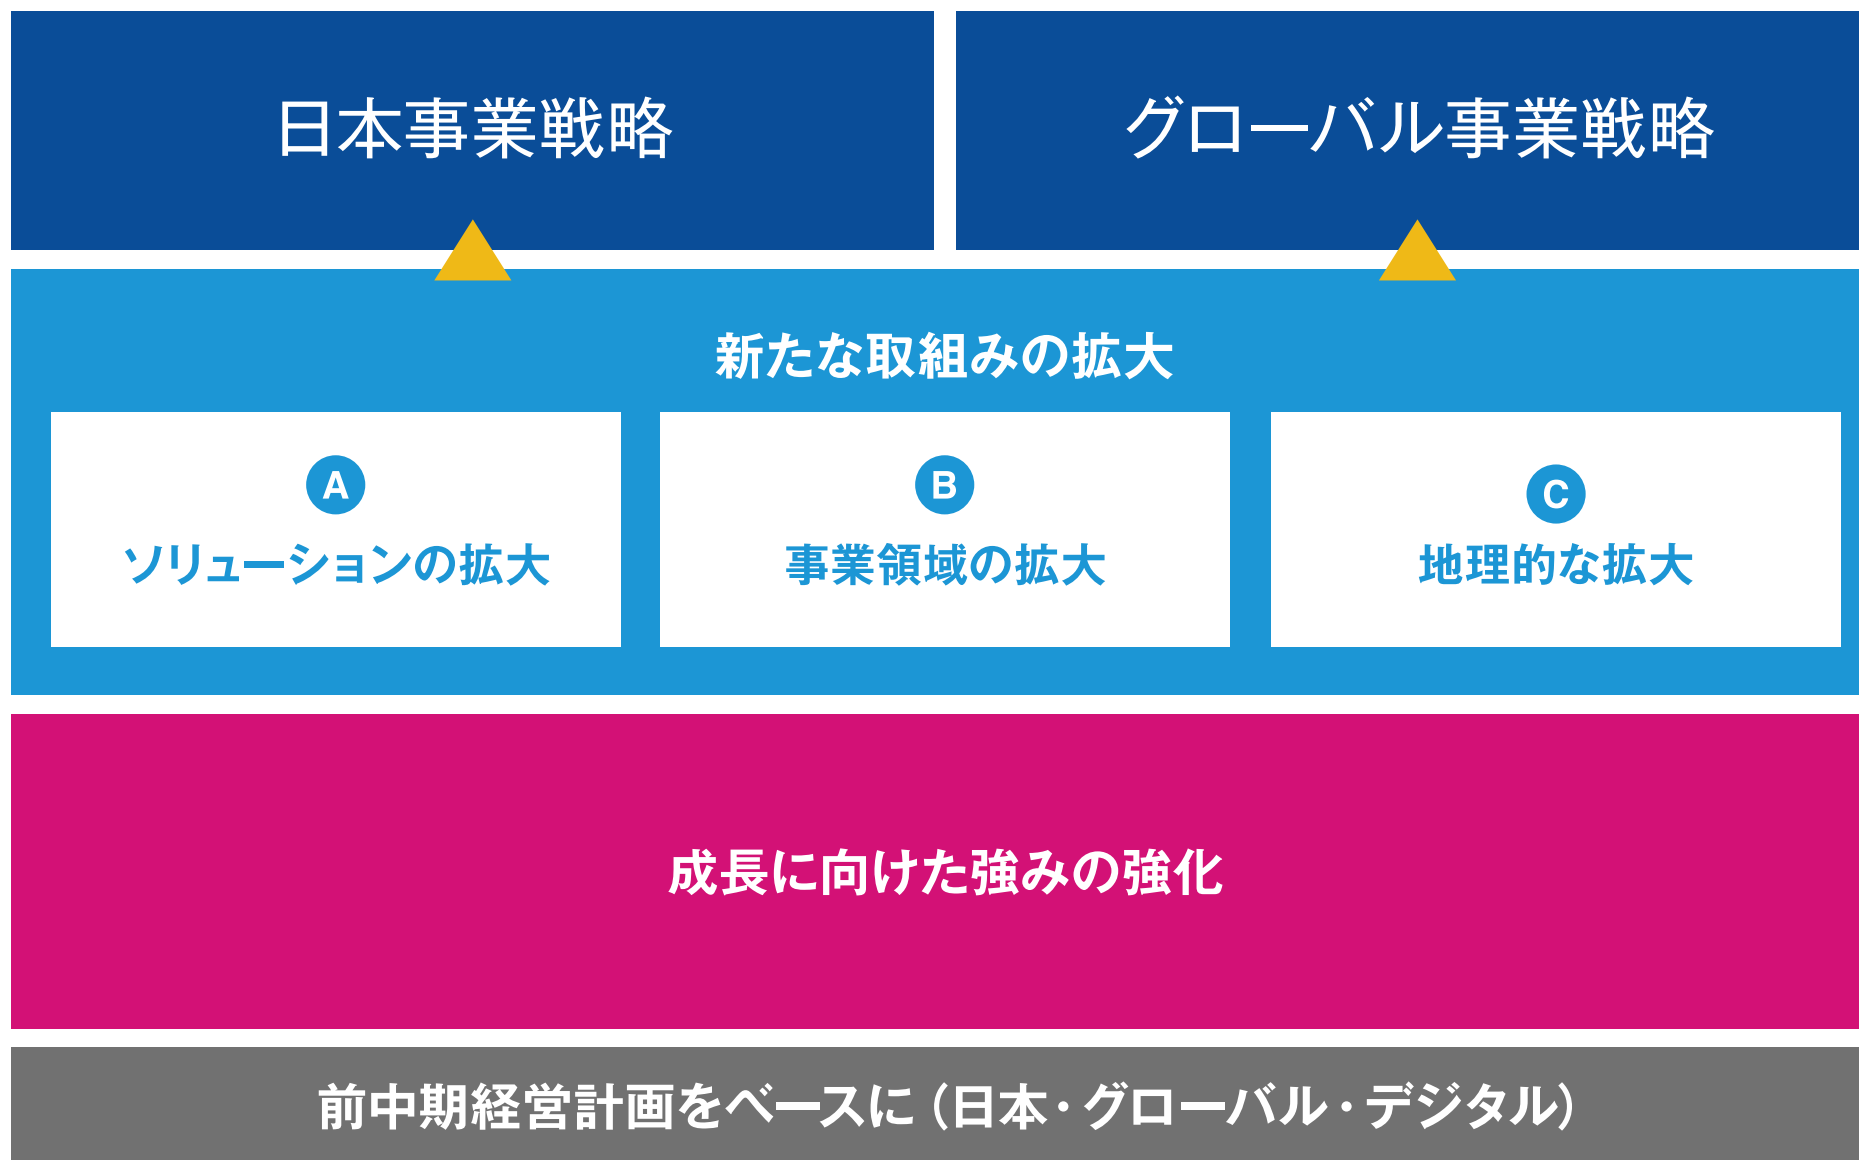 日本事業戦略
グローバル事業戦略
新たな取組みの拡大
A
ソリューションの拡大
B
事業領域の拡大
C
地理的な拡大
成長に向けた強みの強化
前中期経営計画をベースに（日本・グローバル・デジタル）